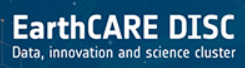 EarthCARE DISC
Data, innovation and science cluster